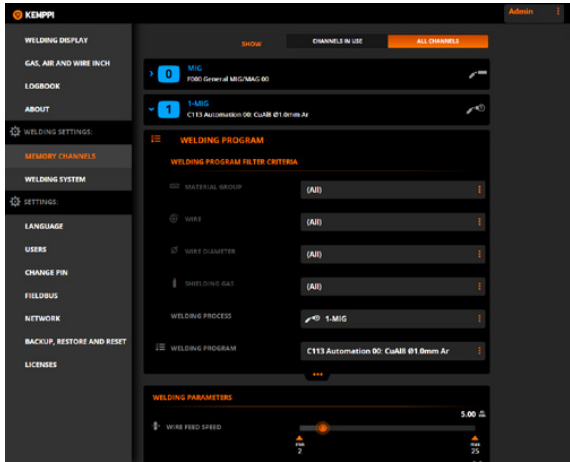 KEMPPI
Admin
WELDING DISPLAY
GAS, AIR AND WIRE INCH
LOGBOOK
ABOUT
WELDING SETTINGS:
MEMORY CHANNELS
WELDING SYSTEM
SETTINGS:
LANGUAGE
USERS
CHANGE PIN
FIELDBUS
NETWORK
BACKUP, RESTORE AND RESET
LICENSES
SHOW
CHANNELS IN USE
ALL CHANNELS
0
MIG
F000 General MIG/MAG 00
1
1-MIG
C113 Automation 00: CuAl8 Ø1.0mm Ar
WELDING PROGRAM
WELDING PROGRAM FILTER CRITERIA
MATERIAL GROUP
(All)
WIRE
(All)
WIRE DIAMETER
(All)
SHIELDING GAS
(All)
WELDING PROCESS
1-MIG
WELDING PROGRAM
C113 Automation 00: CuAl8 Ø1.0mm Ar
WELDING PARAMETERS
5.00
WIRE FEED SPEED
2
25